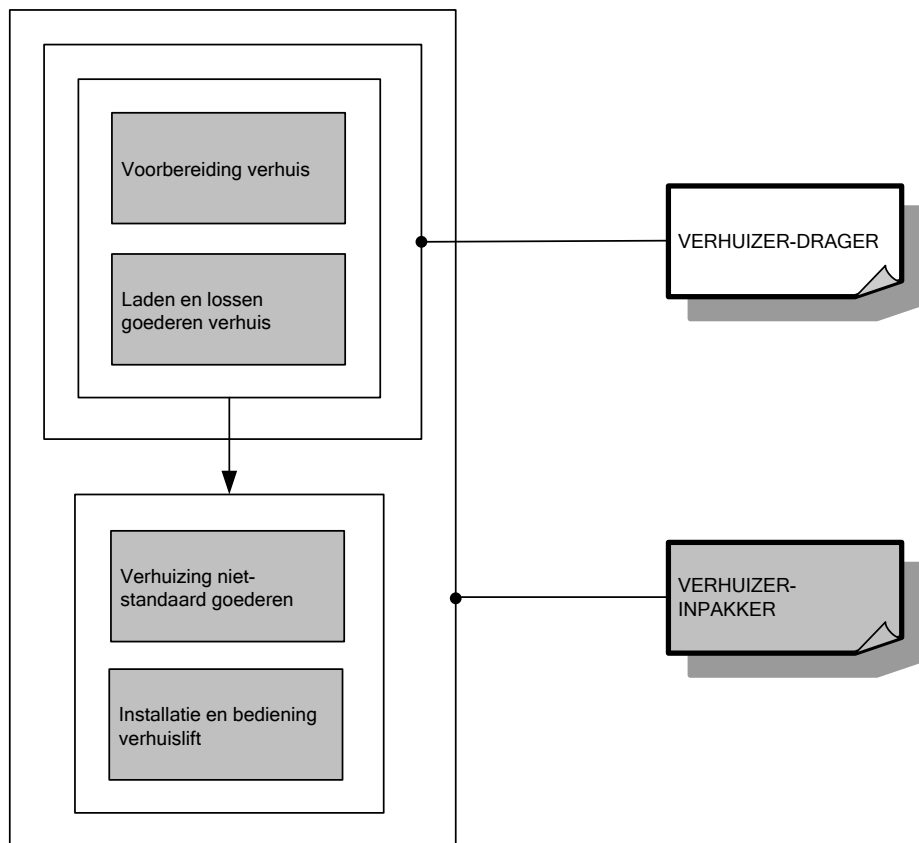 Voorbereiding verhuis
Laden en lossen
goederen verhuis
VERHUIZER-DRAGER
Verhuizing niet-
standaard goederen
Installatie en bediening
verhuislift
VERHUIZER-
INPAKKER